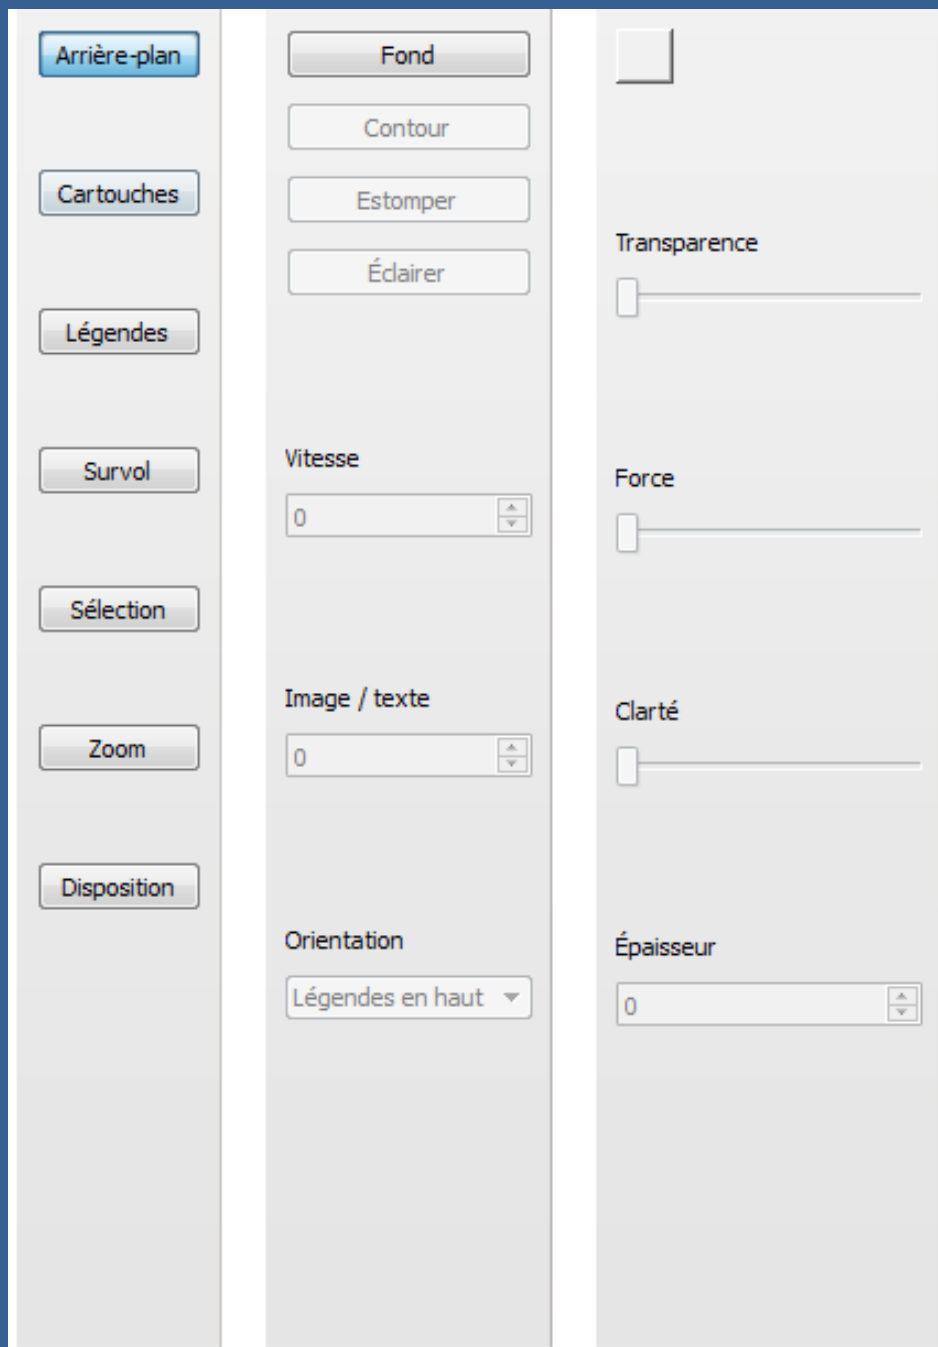 Arrière-plan
Cartouches
Légendes
Survol
Sélection
Zoom
Disposition
Fond
Contour
Estomper
Éclairer
Vitesse
0
Image / texte
0
Orientation
Légendes en haut
Transparence
Force
Clarté
Épaisseur
0